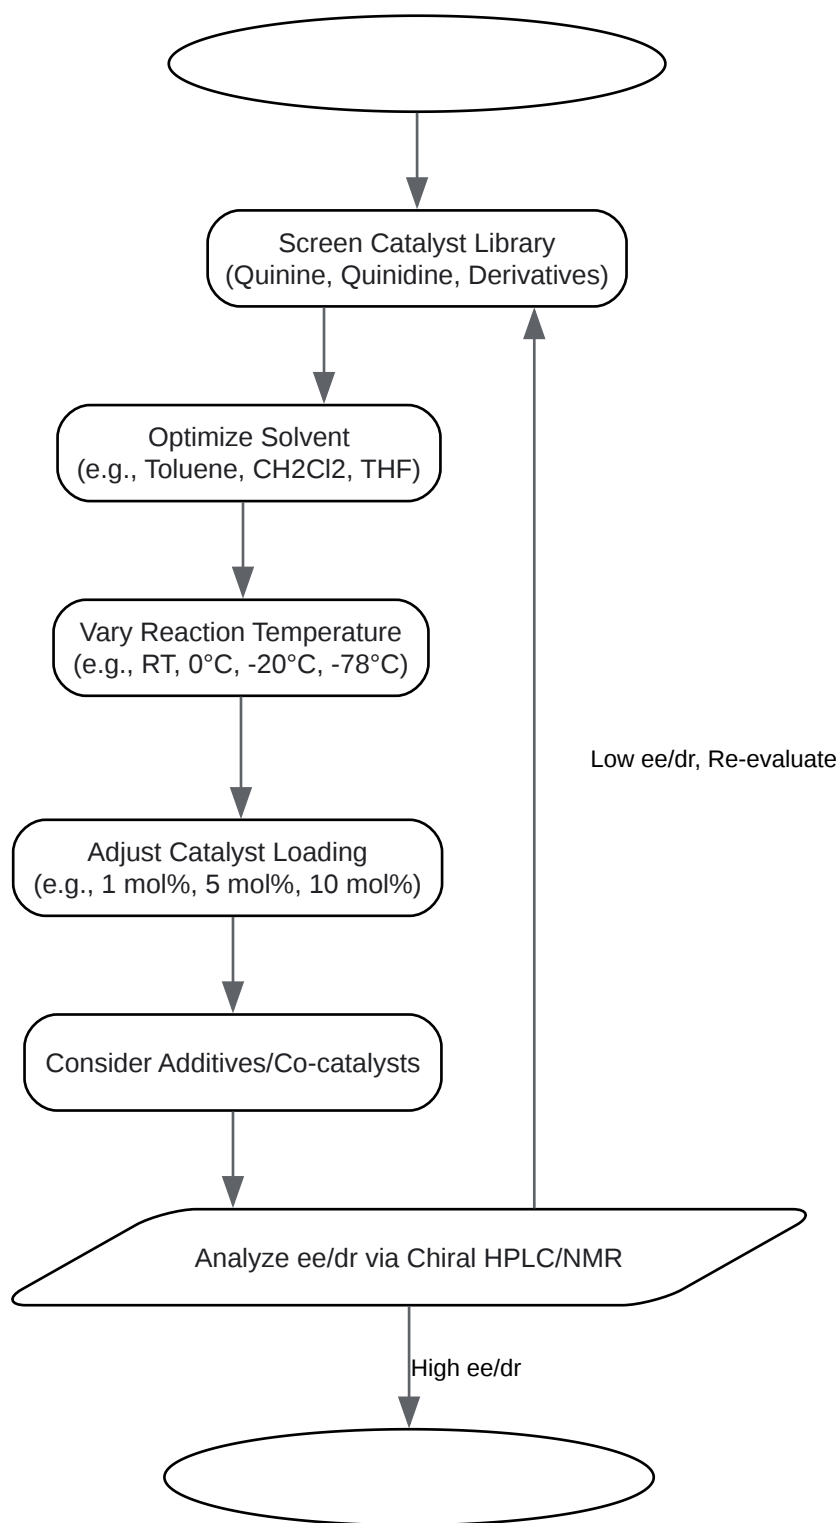 Screen Catalyst Library
(Quinine, Quinidine, Derivatives)
Optimize Solvent
(e.g., Toluene, CH2Cl2, THF)
Vary Reaction Temperature
(e.g., RT, 0°C, -20°C, -78°C)
Low ee/dr, Re-evaluate
Adjust Catalyst Loading
(e.g., 1 mol%, 5 mol%, 10 mol%)
Consider Additives/Co-catalysts
Analyze ee/dr via Chiral HPLC/NMR
High ee/dr